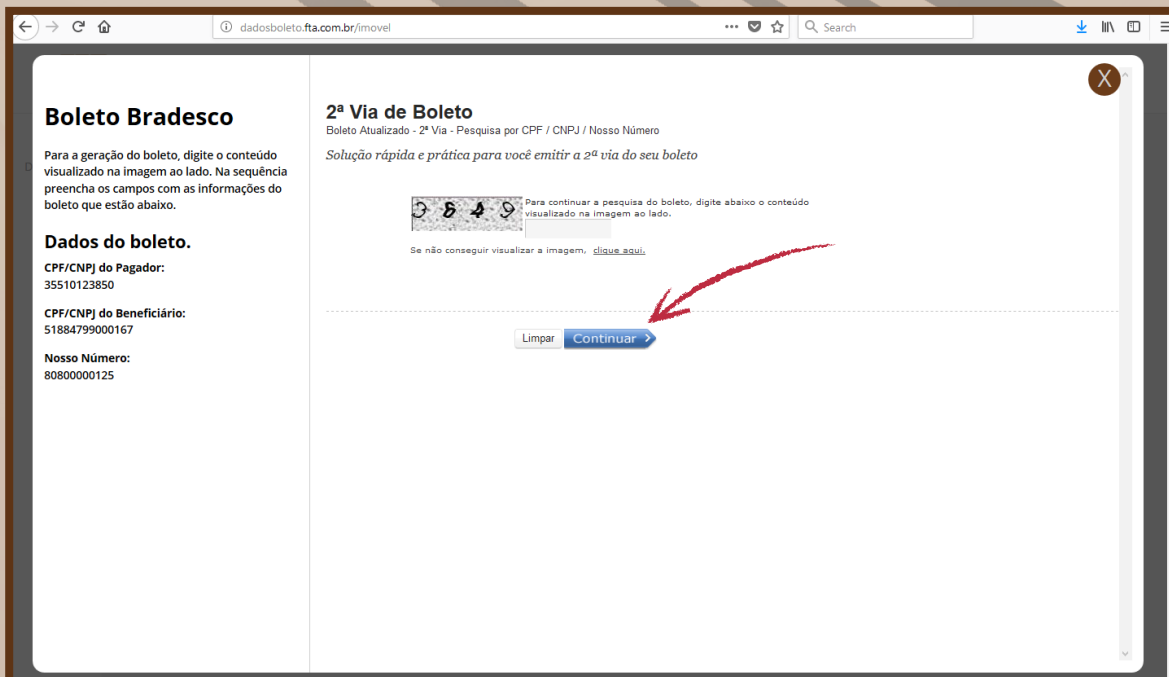 dadosboleto.fta.com.br/imovel
Search
X
Boleto Bradesco
Para a geração do boleto, digite o conteúdo
visualizado na imagem ao lado. Na sequência
preencha os campos com as informações do
boleto que estão abaixo.
Dados do boleto.
CPF/CNPJ do Pagador:
35510123850
CPF/CNPJ do Beneficiário:
51884799000167
Nosso Número:
80800000125
2ª Via de Boleto
Boleto Atualizado - 2ª Via - Pesquisa por CPF / CNPJ / Nosso Número
Solução rápida e prática para você emitir a 2ª via do seu boleto
Para continuar a pesquisa do boleto, digite abaixo o conteúdo
visualizado na imagem ao lado.
Se não conseguir visualizar a imagem, clique aqui.
Limpar
Continuar